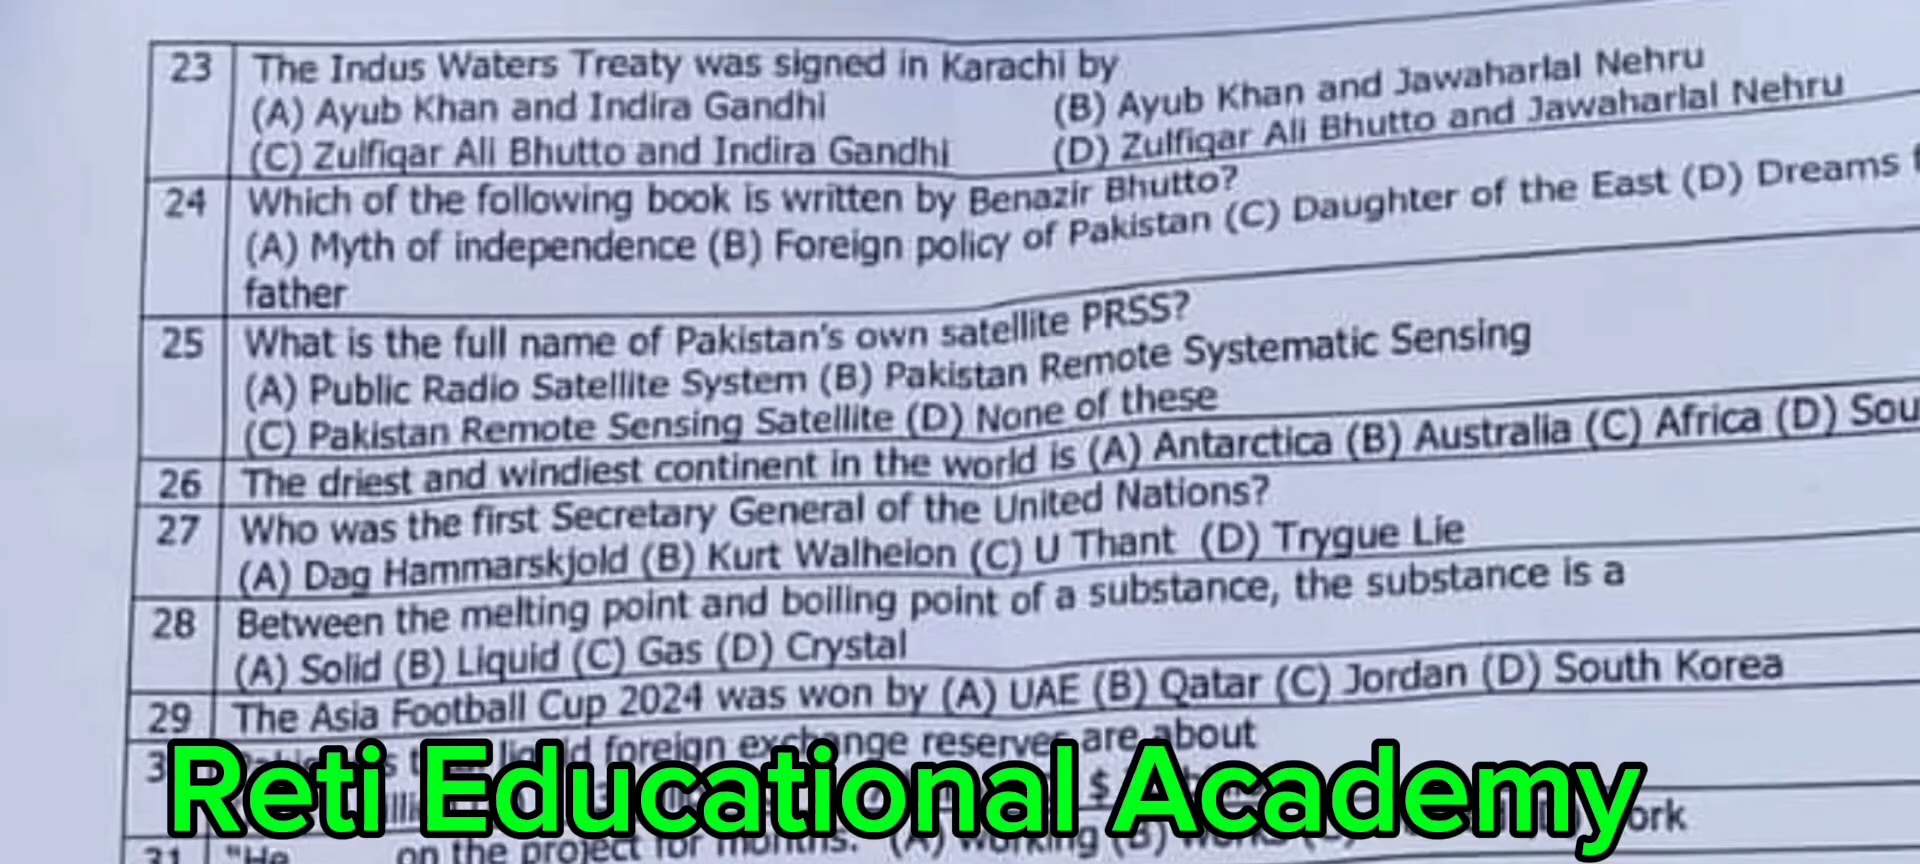 23 The Indus Waters Treaty was signed in Karachi by
(A) Ayub Khan and Indira Gandhi (B) Ayub Khan and Jawaharlal Nehru
(C) Zulfiqar Ali Bhutto and Indira Gandhi (D) Zulfiqar Ali Bhutto and Jawaharlal Nehru
24 Which of the following book is written by Benazir Bhutto?
(A) Myth of independence (B) Foreign policy of Pakistan (C) Daughter of the East (D) Dreams
father
25 What is the full name of Pakistan's own satellite PRSS?
(A) Public Radio Satellite System (B) Pakistan Remote Systematic Sensing
(C) Pakistan Remote Sensing Satellite (D) None of these
26 The driest and windiest continent in the world is (A) Antarctica (B) Australia (C) Africa (D) Sou
27 Who was the first Secretary General of the United Nations?
(A) Dag Hammarskjold (B) Kurt Walheion (C) U Thant (D) Trygue Lie
28 Between the melting point and boiling point of a substance, the substance is a
(A) Solid (B) Liquid (C) Gas (D) Crystal
29 The Asia Football Cup 2024 was won by (A) UAE (B) Qatar (C) Jordan (D) South Korea
foreign exchange reserves are about
Reti Educational Academy
31 "He on the project for months. (A) working (B)